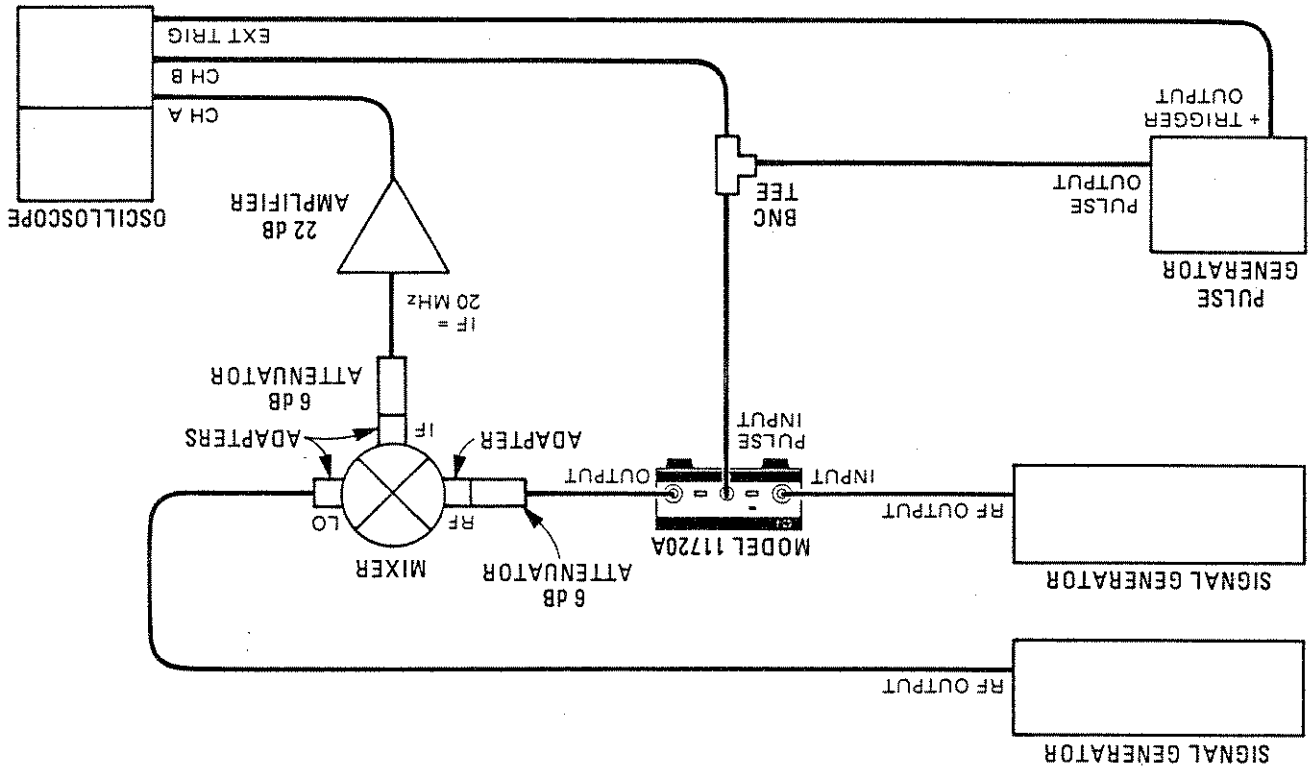 SIGNAL GENERATOR
RF OUTPUT
SIGNAL GENERATOR
RF OUTPUT
MODEL 11720A
INPUT
PULSE
INPUT
OUTPUT
6 dB
ATTENUATOR
MIXER
RF
LO
IF
ADAPTER
ADAPTERS
6 dB
ATTENUATOR
IF =
20 MHz
22 dB
AMPLIFIER
PULSE
GENERATOR
PULSE
OUTPUT
+ TRIGGER
OUTPUT
BNC
TEE
OSCILLOSCOPE
CH A
CH B
EXT TRIG